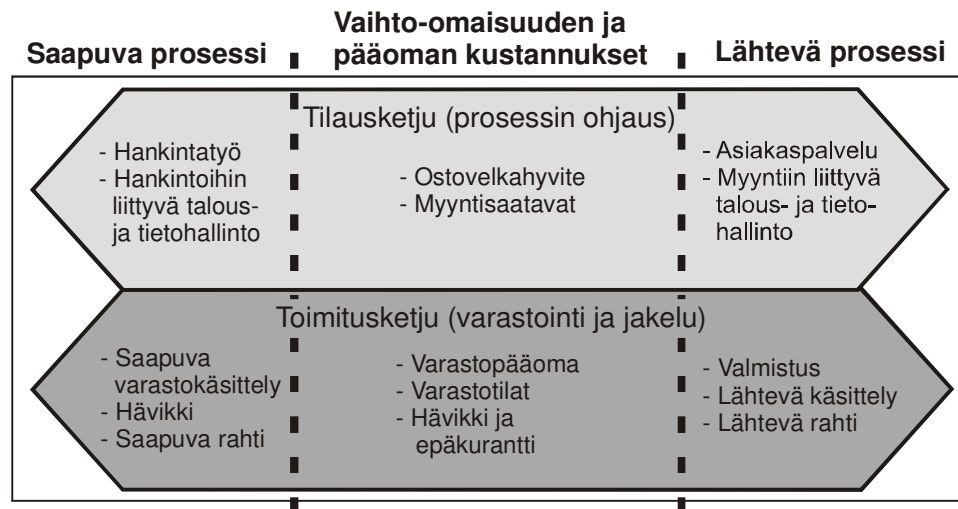 Saapuva prosessi
Vaihto-omaisuuden ja
pääoman kustannukset
Lähtevä prosessi
Tilausketju (prosessin ohjaus)
- Hankintatyö
- Hankintoihin
liittyvä talous-
ja tietohallinto
- Ostovelkahyvite
- Myyntisaatavat
- Asiakaspalvelu
- Myyntiin liittyvä
talous- ja tieto-
hallinto
Toimitusketju (varastointi ja jakelu)
- Saapuva
varastokäsittely
- Hävikki
- Saapuva rahti
- Varastopääoma
- Varastotilat
- Hävikki ja
epäkurantti
- Valmistus
- Lähtevä käsittely
- Lähtevä rahti